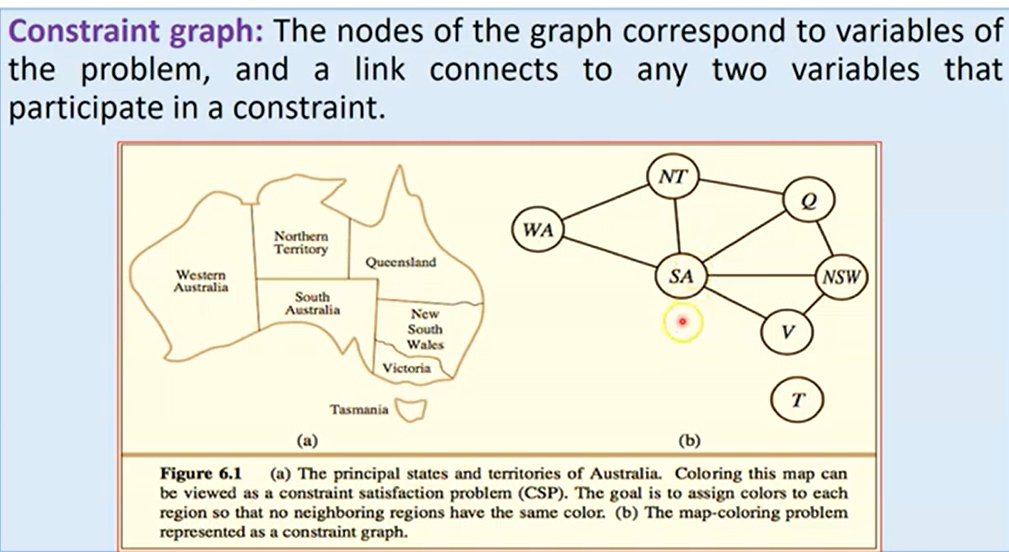 Constraint graph: The nodes of the graph correspond to variables of
the problem, and a link connects to any two variables that
participate in a constraint.
Northern
Territory
Western
Australia
Queensland
South
Australia
New
South
Wales
Victoria
Tasmania
(a)
NT
Q
WA
SA
NSW
V
T
(b)
Figure 6.1 (a) The principal states and territories of Australia. Coloring this map can
be viewed as a constraint satisfaction problem (CSP). The goal is to assign colors to each
region so that no neighboring regions have the same color. (b) The map-coloring problem
represented as a constraint graph.